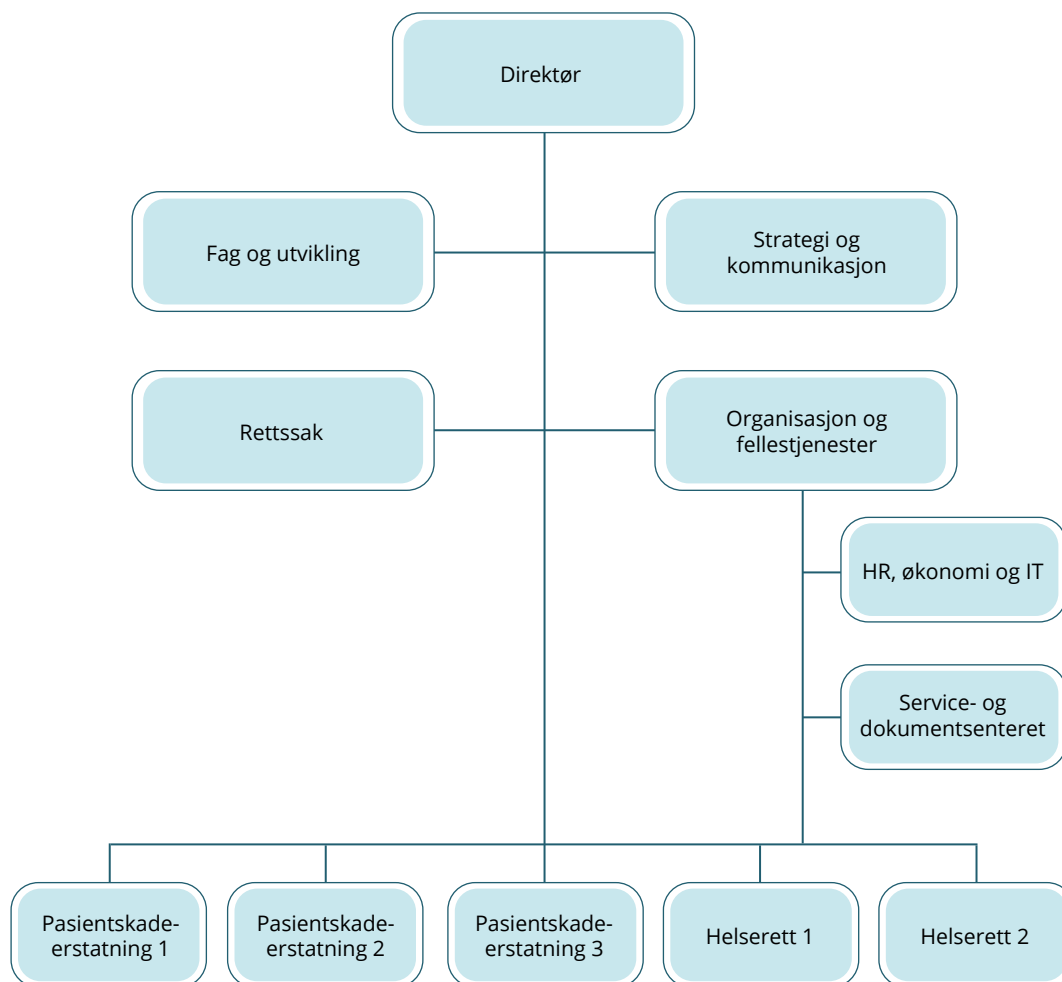 Direktør
Fag og utvikling
Strategi og
kommunikasjon
Rettssak
Organisasjon og
fellestjenester
HR, økonomi og IT
Service- og
dokumentsenteret
Pasientskade-
erstatning 1
Pasientskade-
erstatning 2
Pasientskade-
erstatning 3
Helserett 1
Helserett 2